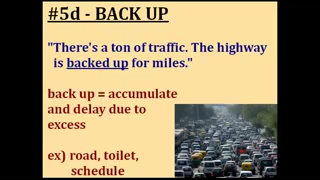 #5d - BACK UP
"There's a ton of traffic. The highway
is backed up for miles."
back up = accumulate
and delay due to
excess
ex) road, toilet,
schedule